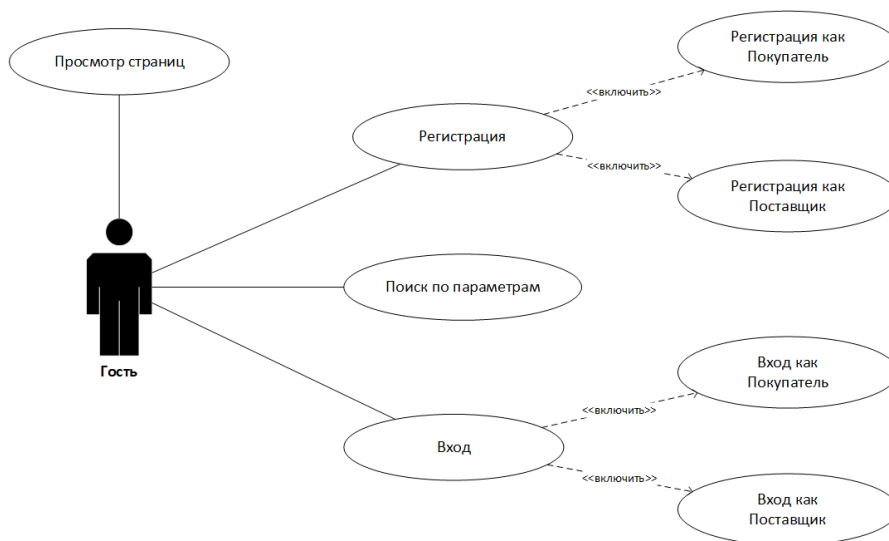 Просмотр страниц
Регистрация как
Покупатель
<<включить>>
Регистрация
<<включить>>
Регистрация как
Поставщик
Поиск по параметрам
Гость
Вход как
Покупатель
<<включить>>
Вход
<<включить>>
Вход как
Поставщик